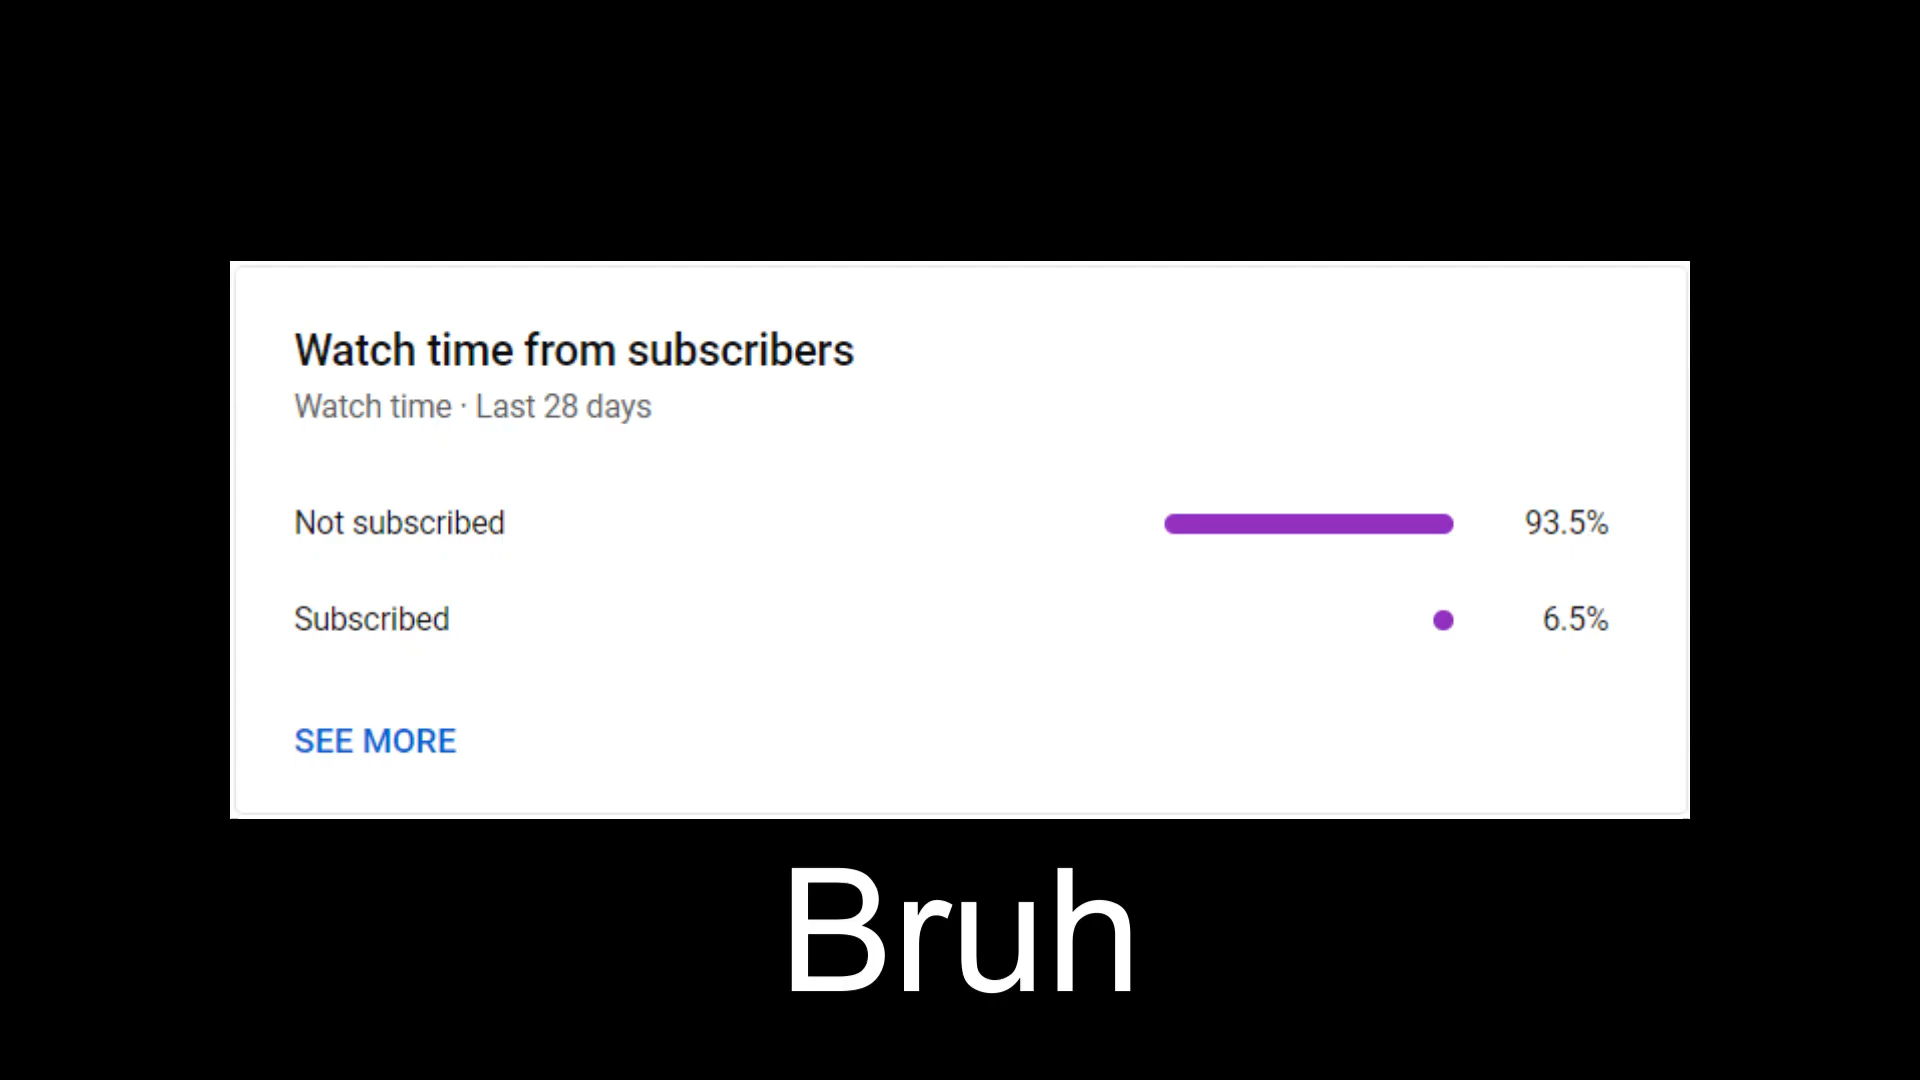 Watch time from subscribers
Watch time · Last 28 days
Not subscribed 93.5%
Subscribed 6.5%
SEE MORE
Bruh